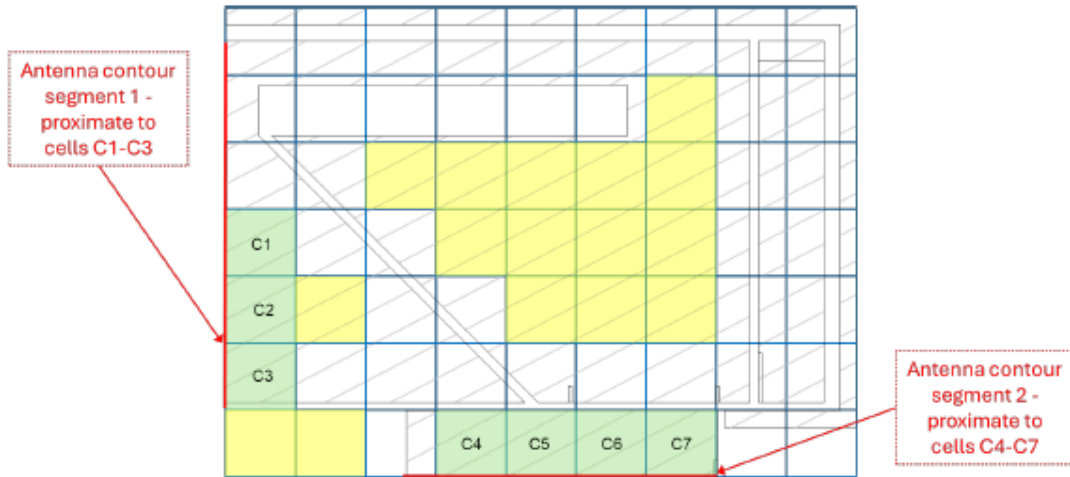 Antenna contour
segment 1 -
proximate to
cells C1-C3
C1
C2
C3
C4 C5 C6 C7
Antenna contour
segment 2 -
proximate to
cells C4-C7